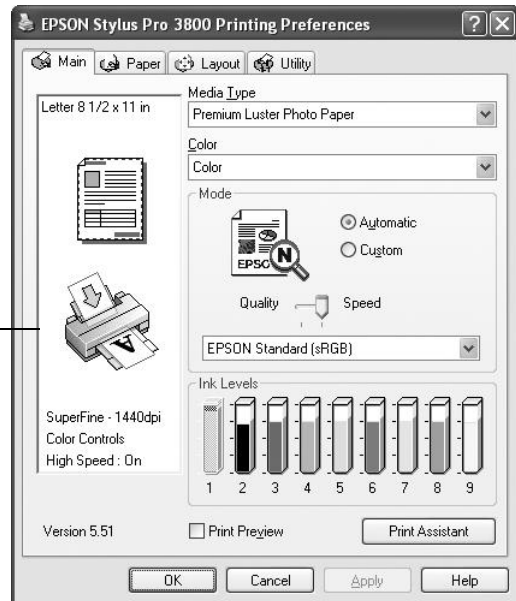 EPSON Stylus Pro 3800 Printing Preferences
Main Paper Layout Utility
Letter 8 1/2 x 11 in
Media Type
Premium Luster Photo Paper
Color
Color
Mode
EPSO
N
Automatic
Custom
Quality Speed
EPSON Standard (sRGB)
A
SuperFine - 1440dpi
Color Controls
High Speed : On
Ink Levels
1 2 3 4 5 6 7 8 9
Version 5.51
Print Preview
Print Assistant
OK Cancel Apply Help